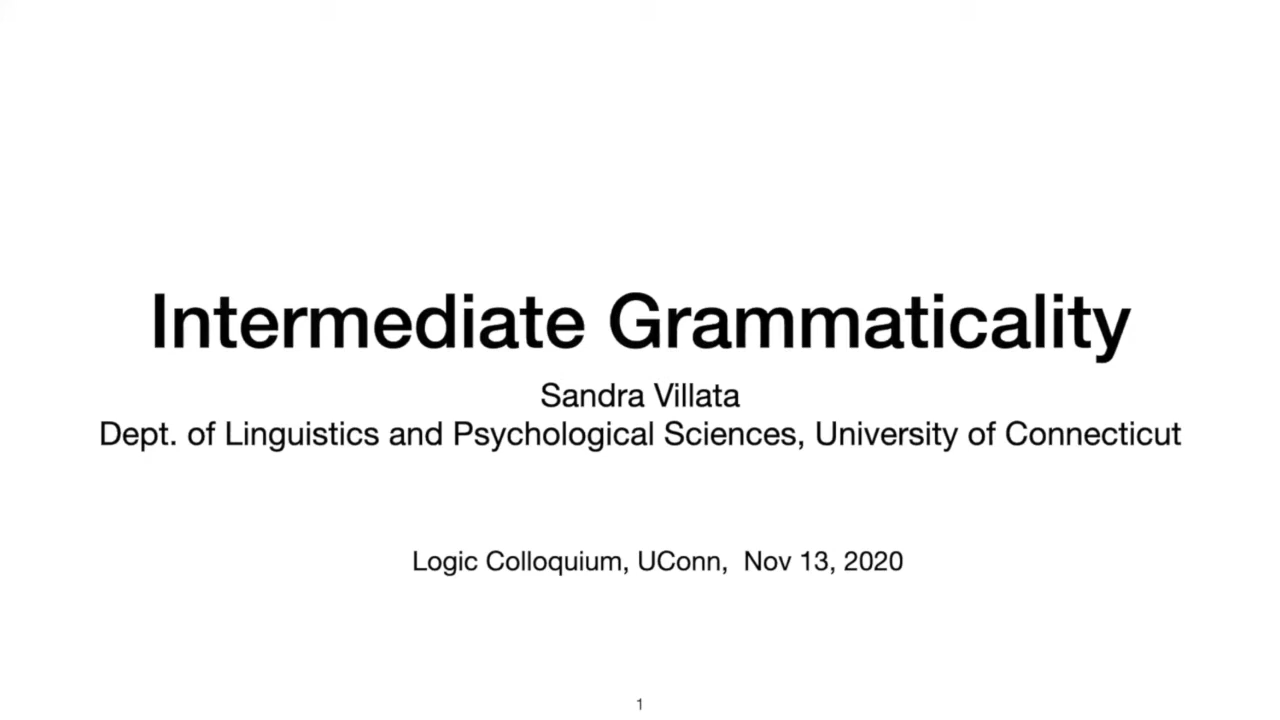 Intermediate Grammaticality
Sandra Villata
Dept. of Linguistics and Psychological Sciences, University of Connecticut
Logic Colloquium, UConn, Nov 13, 2020
1